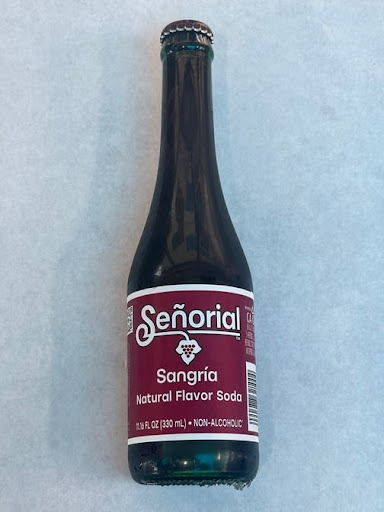 Señorial
Sangría
Natural Flavor Soda
11.16 FL OZ (330 mL) • NON-ALCOHOLIC